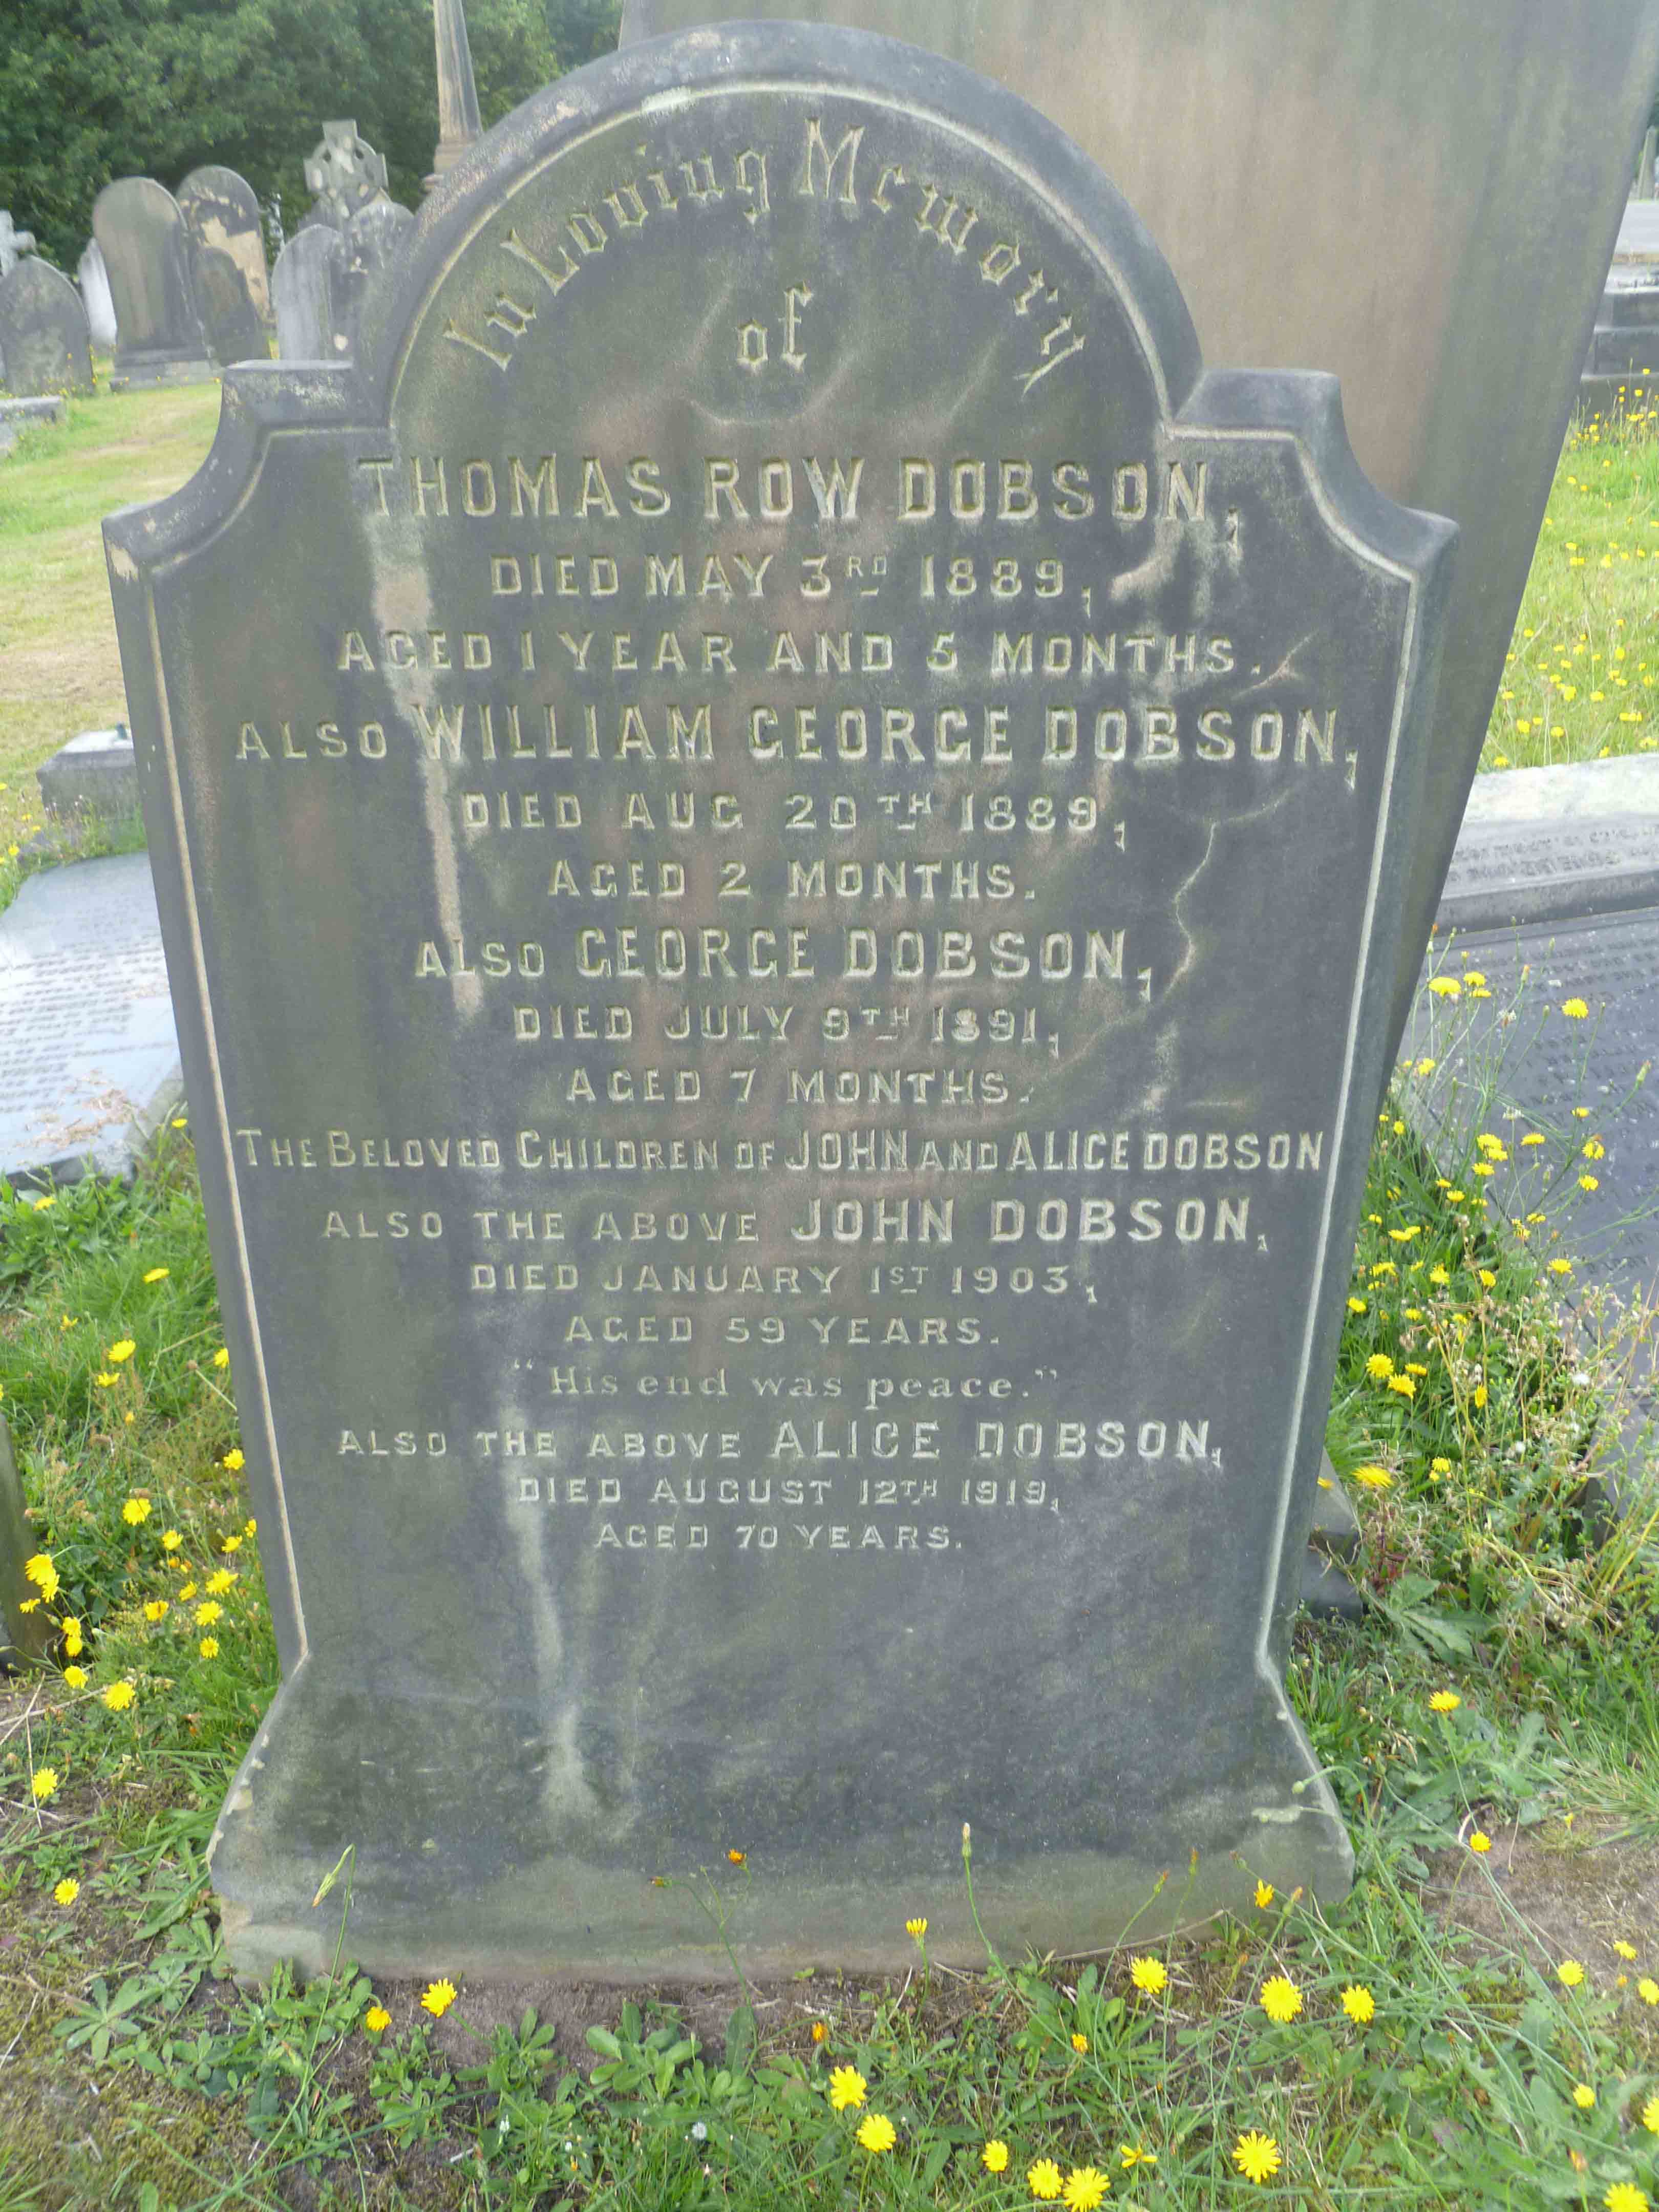 In Loving Memory
of
THOMAS ROW DOBSON,
DIED MAY 3RD 1889,
AGED 1 YEAR AND 5 MONTHS.
ALSO WILLIAM GEORGE DOBSON,
DIED AUG 20TH 1889,
AGED 2 MONTHS.
ALSO GEORGE DOBSON,
DIED JULY 9TH 1891,
AGED 7 MONTHS.
THE BELOVED CHILDREN OF JOHN AND ALICE DOBSON
ALSO THE ABOVE JOHN DOBSON,
DIED JANUARY 1ST 1903,
AGED 59 YEARS.
"His end was peace."
ALSO THE ABOVE ALICE DOBSON,
DIED AUGUST 12TH 1919,
AGED 70 YEARS.